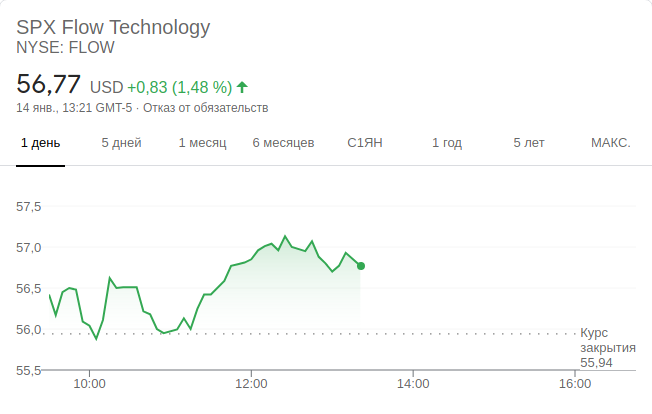 SPX Flow Technology
NYSE: FLOW
56,77 USD +0,83 (1,48 %)
14 янв., 13:21 GMT-5 · Отказ от обязательств
1 день 5 дней 1 месяц 6 месяцев С1ЯН 1 год 5 лет МАКС.
57,5
57,0
56,5
56,0
Курс
закрытия
55,94
55,5
10:00 12:00 14:00 16:00